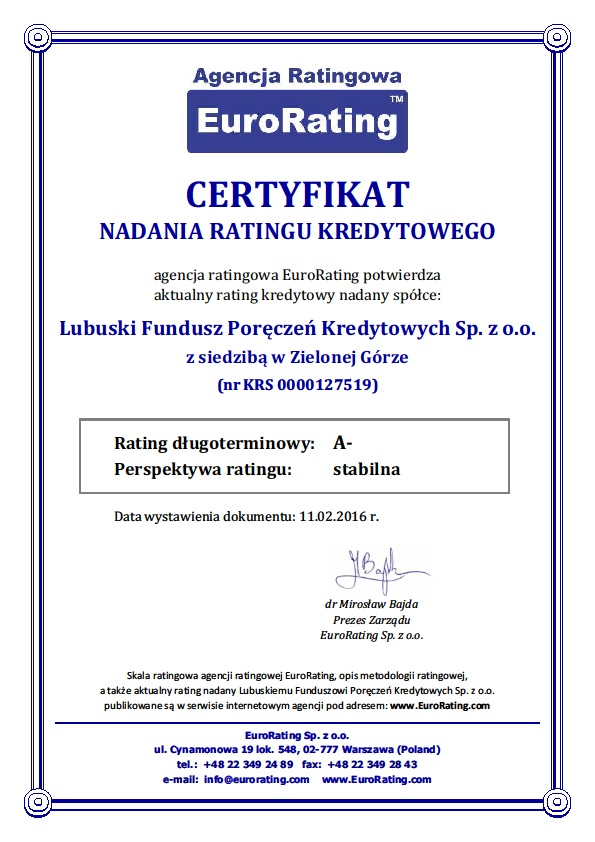 Agencja Ratingowa
EuroRating™
CERTYFIKAT
NADANIA RATINGU KREDYTOWEGO
agencja ratingowa EuroRating potwierdza
aktualny rating kredytowy nadany spółce:
Lubuski Fundusz Poręczeń Kredytowych Sp. z o.o.
z siedzibą w Zielonej Górze
(nr KRS 0000127519)
Rating długoterminowy: A-
Perspektywa ratingu: stabilna
Data wystawienia dokumentu: 11.02.2016 r.
MBajda
dr Mirosław Bajda
Prezes Zarządu
EuroRating Sp. z o.o.
Skala ratingowa agencji ratingowej EuroRating, opis metodologii ratingowej,
a także aktualny rating nadany Lubuskiemu Funduszowi Poręczeń Kredytowych Sp. z o.o.
publikowane są w serwisie internetowym agencji pod adresem: www.EuroRating.com
EuroRating Sp. z o.o.
ul. Cynamonowa 19 lok. 548, 02-777 Warszawa (Poland)
tel.: +48 22 349 24 89 fax: +48 22 349 28 43
e-mail: info@eurorating.com www.EuroRating.com